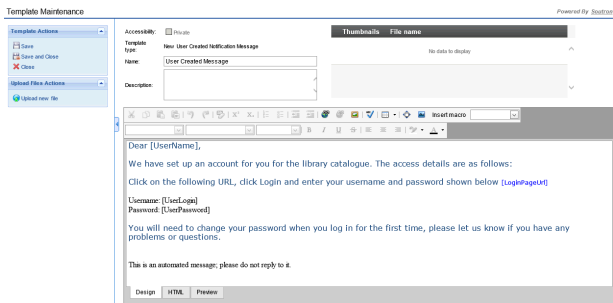 Template Maintenance
Powered By Soutron
Template Actions
Save
Save and Close
Close
Upload Files Actions
Upload new file
Accessibility: Private
Template type: New User Created Notification Message
Name: User Created Message
Description:
Thumbnails File name
No data to display
Insert macro
B I U S
Dear [UserName],
We have set up an account for you for the library catalogue. The access details are as follows:
Click on the following URL, click Login and enter your username and password shown below [LoginPageUrl]
Username: [UserLogin]
Password: [UserPassword]
You will need to change your password when you log in for the first time, please let us know if you have any
problems or questions.
This is an automated message; please do not reply to it.
Design HTML Preview